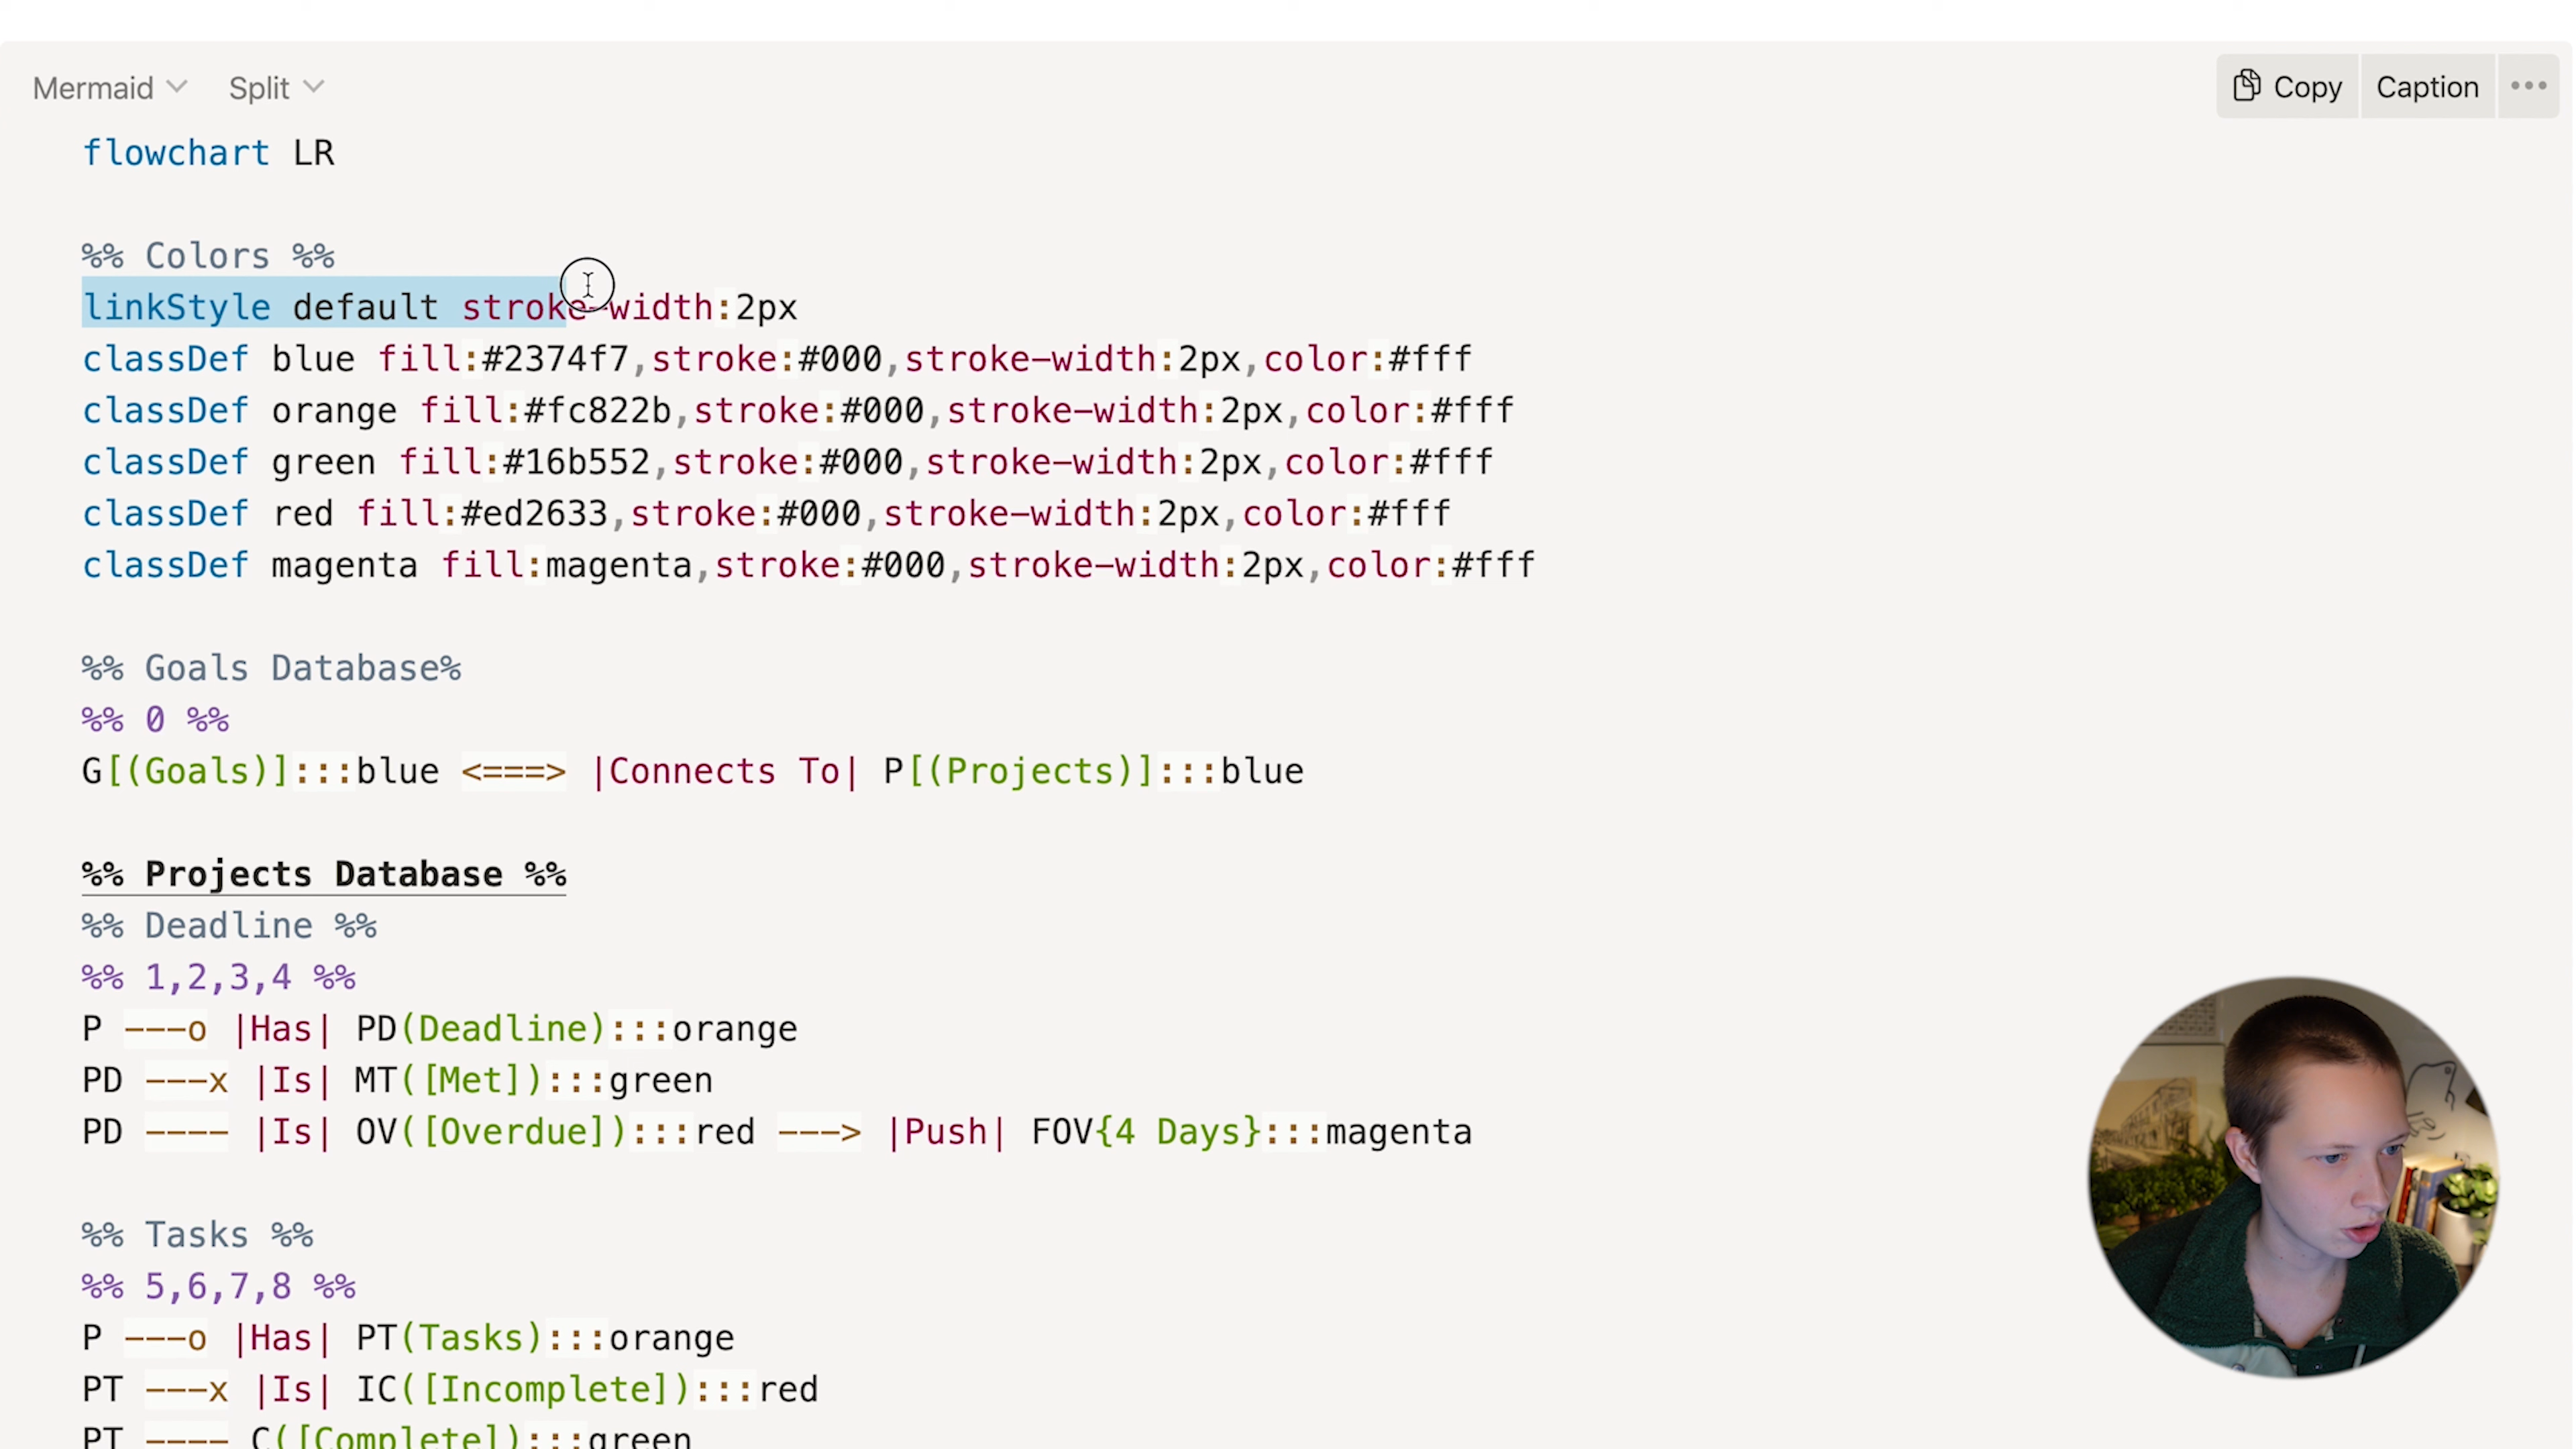 Mermaid Split Copy Caption
flowchart LR
%% Colors %%
linkStyle default stroke-width:2px
classDef blue fill:#2374f7,stroke:#000,stroke-width:2px,color:#fff
classDef orange fill:#fc822b,stroke:#000,stroke-width:2px,color:#fff
classDef green fill:#16b552,stroke:#000,stroke-width:2px,color:#fff
classDef red fill:#ed2633,stroke:#000,stroke-width:2px,color:#fff
classDef magenta fill:magenta,stroke:#000,stroke-width:2px,color:#fff
%% Goals Database%
%% 0 %%
G[(Goals)]:::blue <===> |Connects To| P[(Projects)]:::blue
%% Projects Database %%
%% Deadline %%
%% 1,2,3,4 %%
P ---o |Has| PD(Deadline):::orange
PD ---x |Is| MT([Met]):::green
PD ---- |Is| OV([Overdue]):::red ---> |Push| FOV{4 Days}:::magenta
%% Tasks %%
%% 5,6,7,8 %%
P ---o |Has| PT(Tasks):::orange
PT ---x |Is| IC([Incomplete]):::red
PT ---- C([Complete]):::green